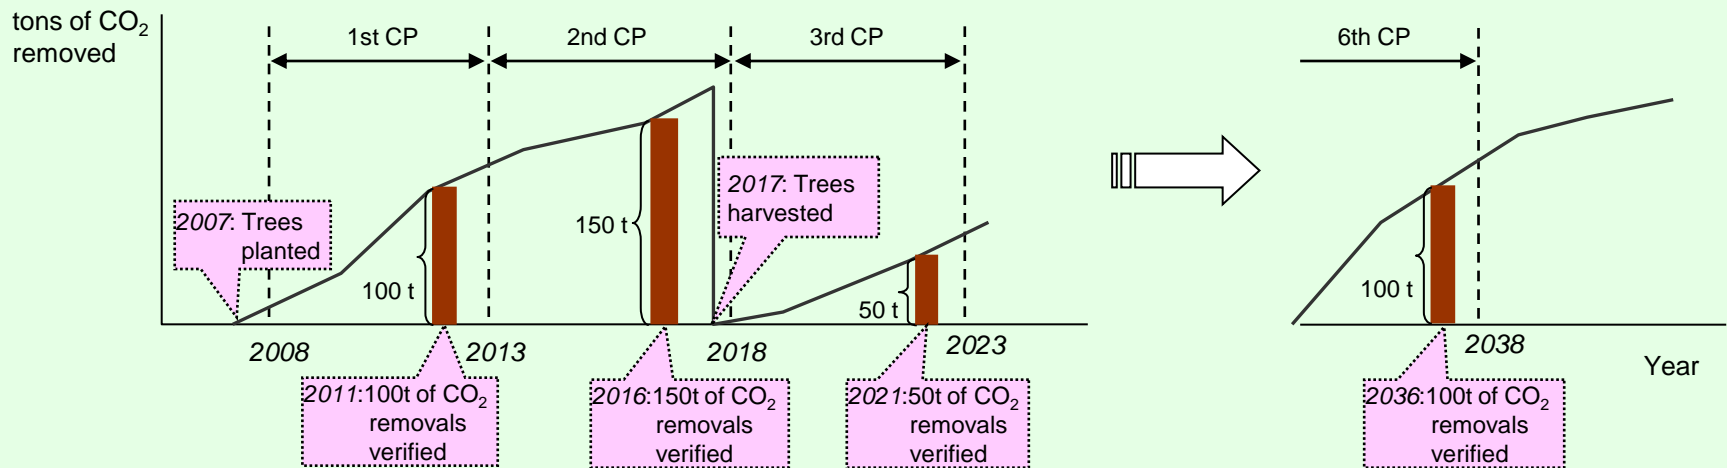 tons of CO₂
removed
1st CP
2nd CP
3rd CP
6th CP
2007: Trees
planted
2017: Trees
harvested
100 t
150 t
50 t
100 t
2008
2013
2018
2023
2038
Year
2011:100t of CO₂
removals
verified
2016:150t of CO₂
removals
verified
2021:50t of CO₂
removals
verified
2036:100t of CO₂
removals
verified